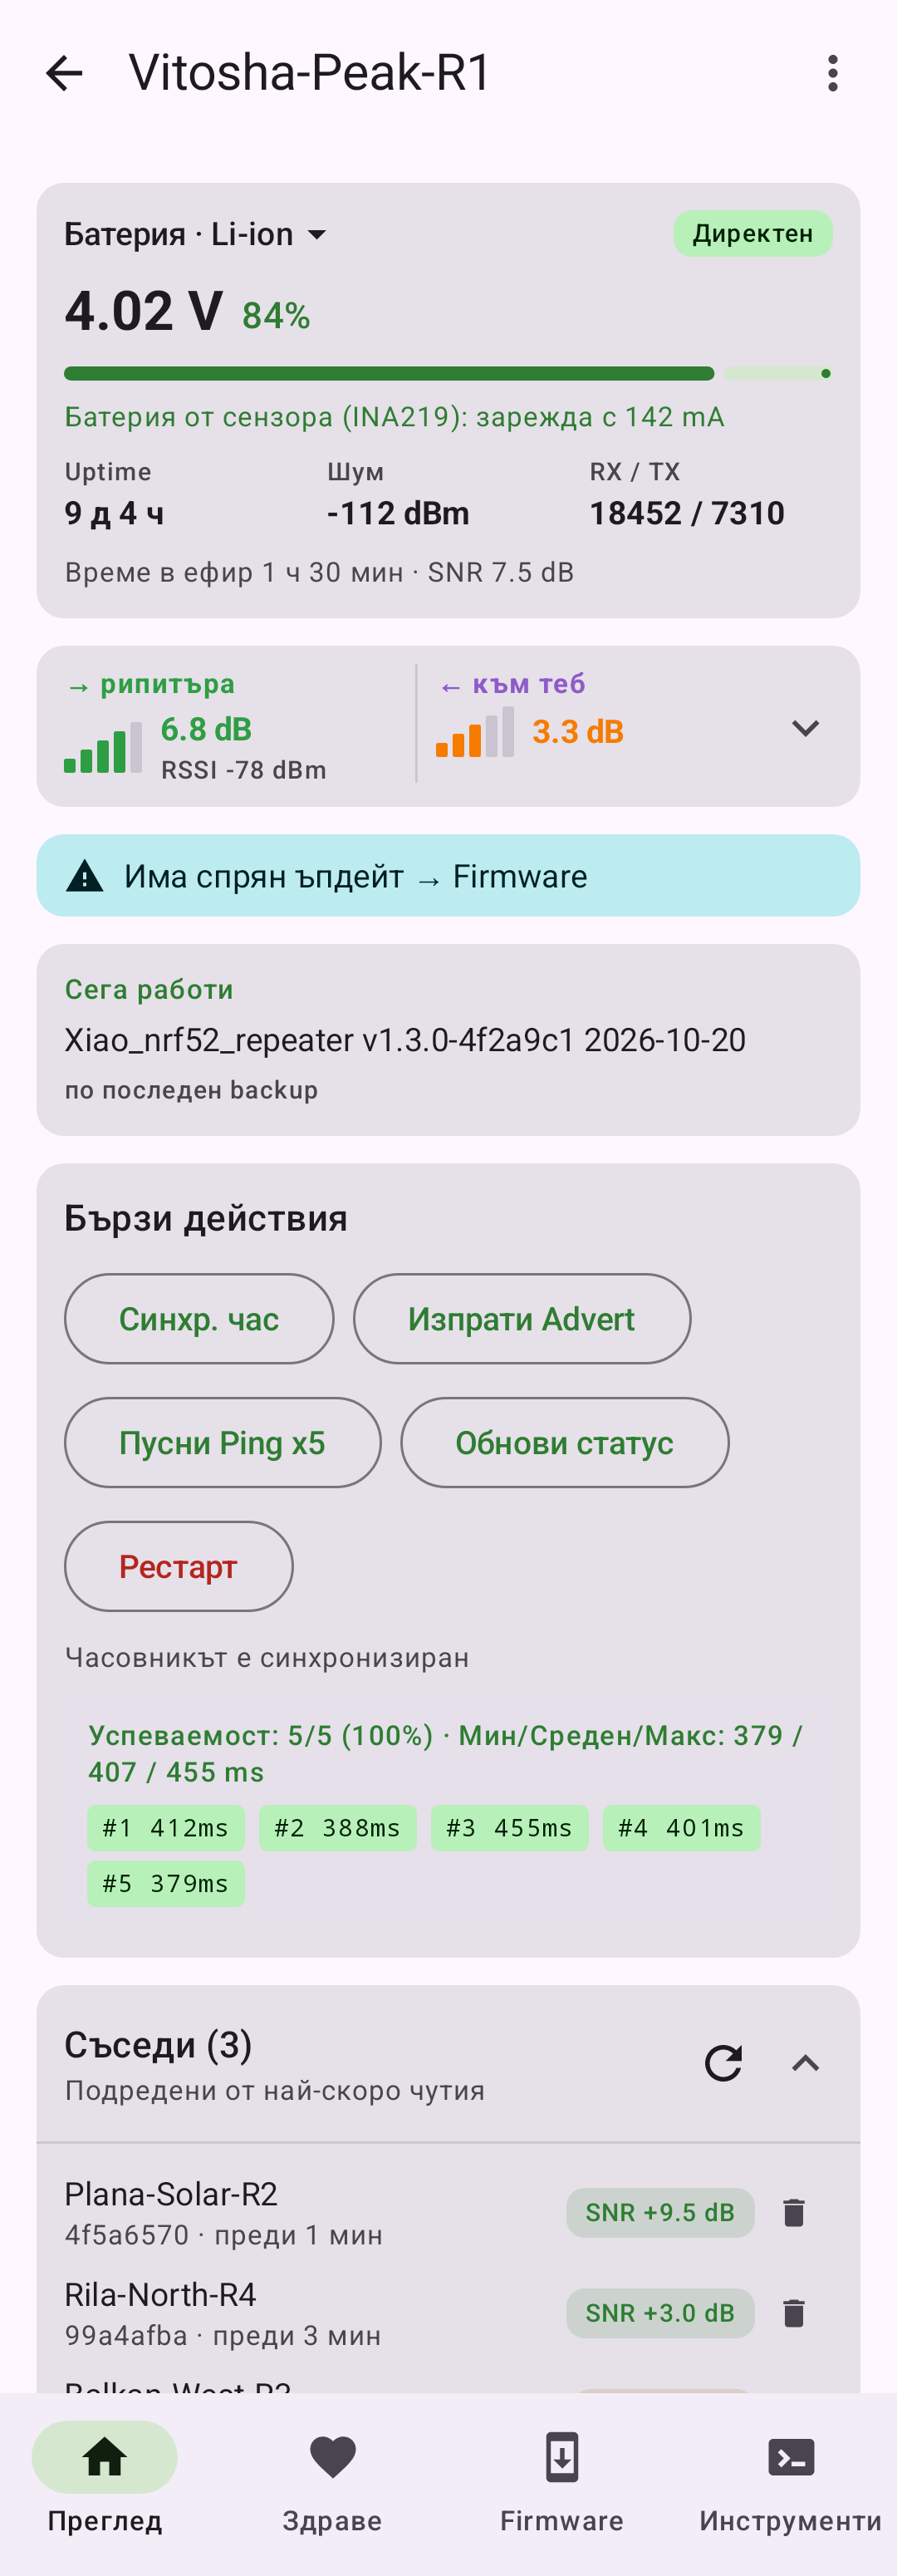 Vitosha-Peak-R1
Батерия · Li-ion
Директен
4.02 V 84%
Батерия от сензора (INA219): зарежда с 142 mA
Uptime Шум RX / TX
9 д 4 ч -112 dBm 18452 / 7310
Време в ефир 1 ч 30 мин · SNR 7.5 dB
→ рипитъра
6.8 dB
RSSI -78 dBm
← към теб
3.3 dB
Има спрян ъпдейт → Firmware
Сега работи
Xiao_nrf52_repeater v1.3.0-4f2a9c1 2026-10-20
по последен backup
Бързи действия
Синхр. час Изпрати Advert
Пусни Ping x5 Обнови статус
Рестарт
Часовникът е синхронизиран
Успеваемост: 5/5 (100%) · Мин/Среден/Макс: 379 /
407 / 455 ms
#1 412ms #2 388ms #3 455ms #4 401ms
#5 379ms
Съседи (3)
Подредени от най-скоро чутия
Plana-Solar-R2
4f5a6570 · преди 1 мин
SNR +9.5 dB
Rila-North-R4
99a4afba · преди 3 мин
SNR +3.0 dB
Преглед Здраве Firmware Инструменти